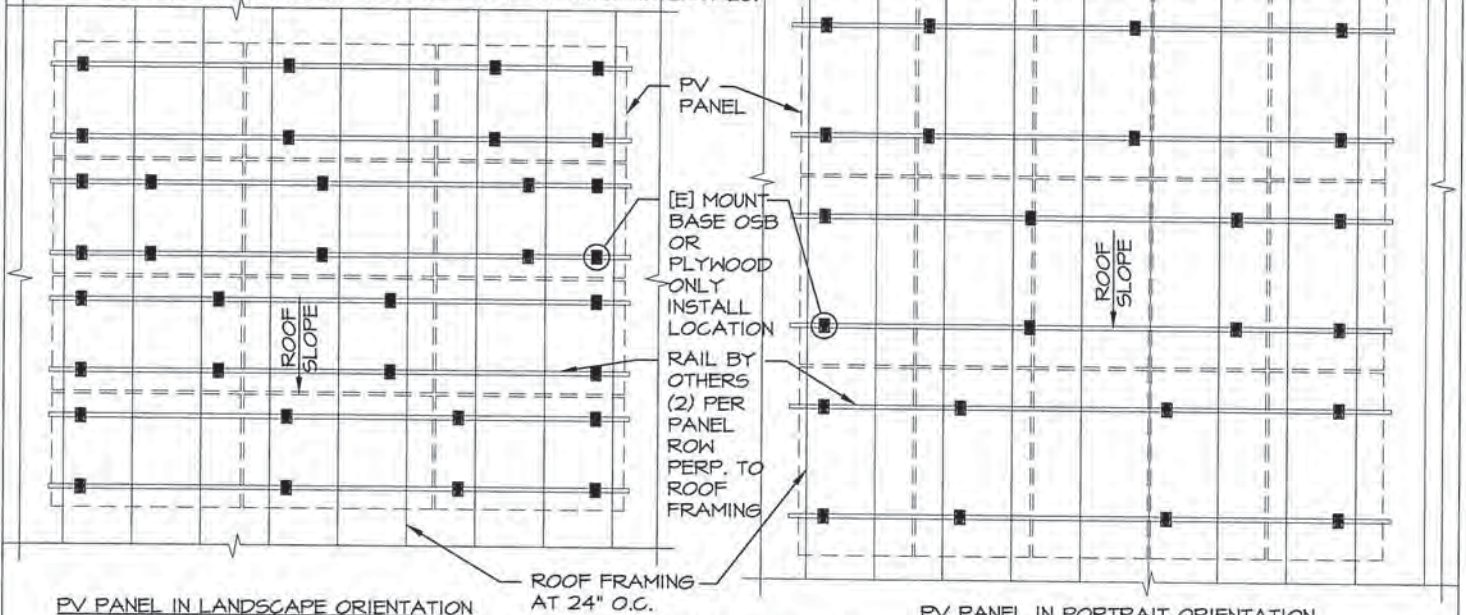 PV
PANEL
[E] MOUNT
BASE OSB
OR
PLYWOOD
ONLY
INSTALL
LOCATION
RAIL BY
OTHERS
(2) PER
PANEL
ROW
PERP. TO
ROOF
FRAMING
ROOF
SLOPE
ROOF
SLOPE
ROOF FRAMING
AT 24" O.C.
PV PANEL IN LANDSCAPE ORIENTATION
PV PANEL IN PORTRAIT ORIENTATION